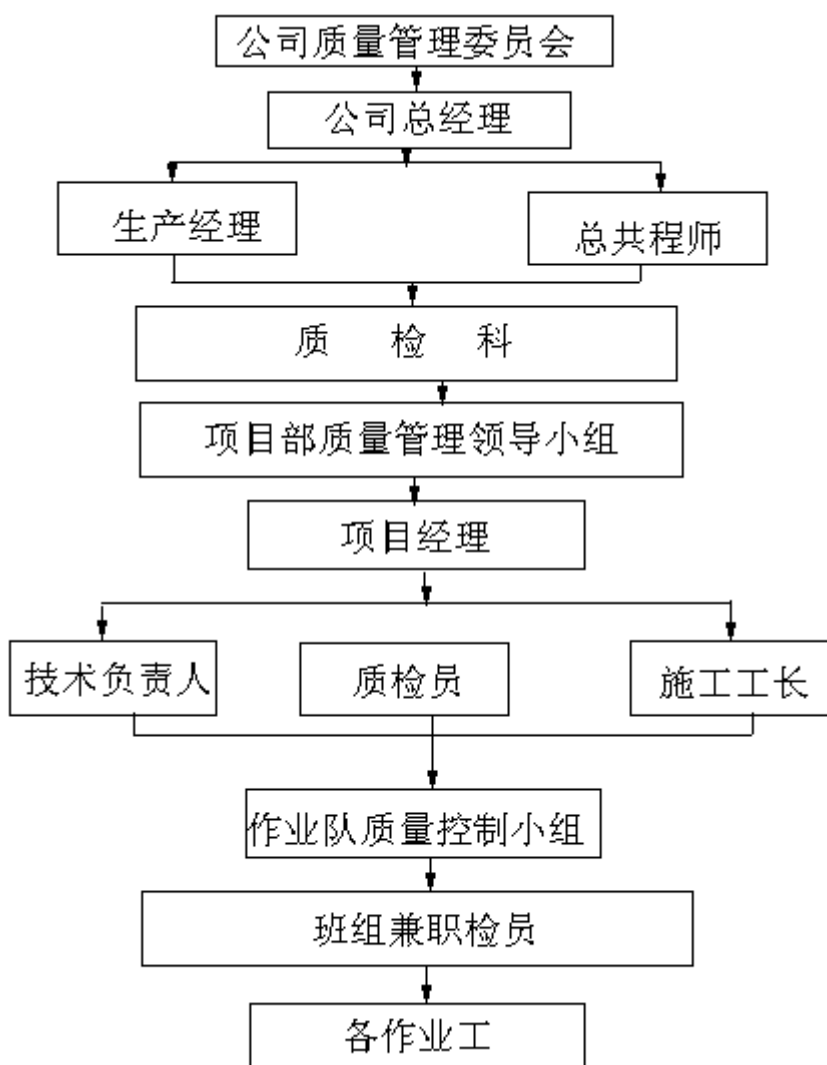 公司质量管理委员会
公司总经理
生产经理
总共程师
质 检 科
项目部质量管理领导小组
项目经理
技术负责人
质检员
施工工长
作业队质量控制小组
班组兼职检员
各作业工